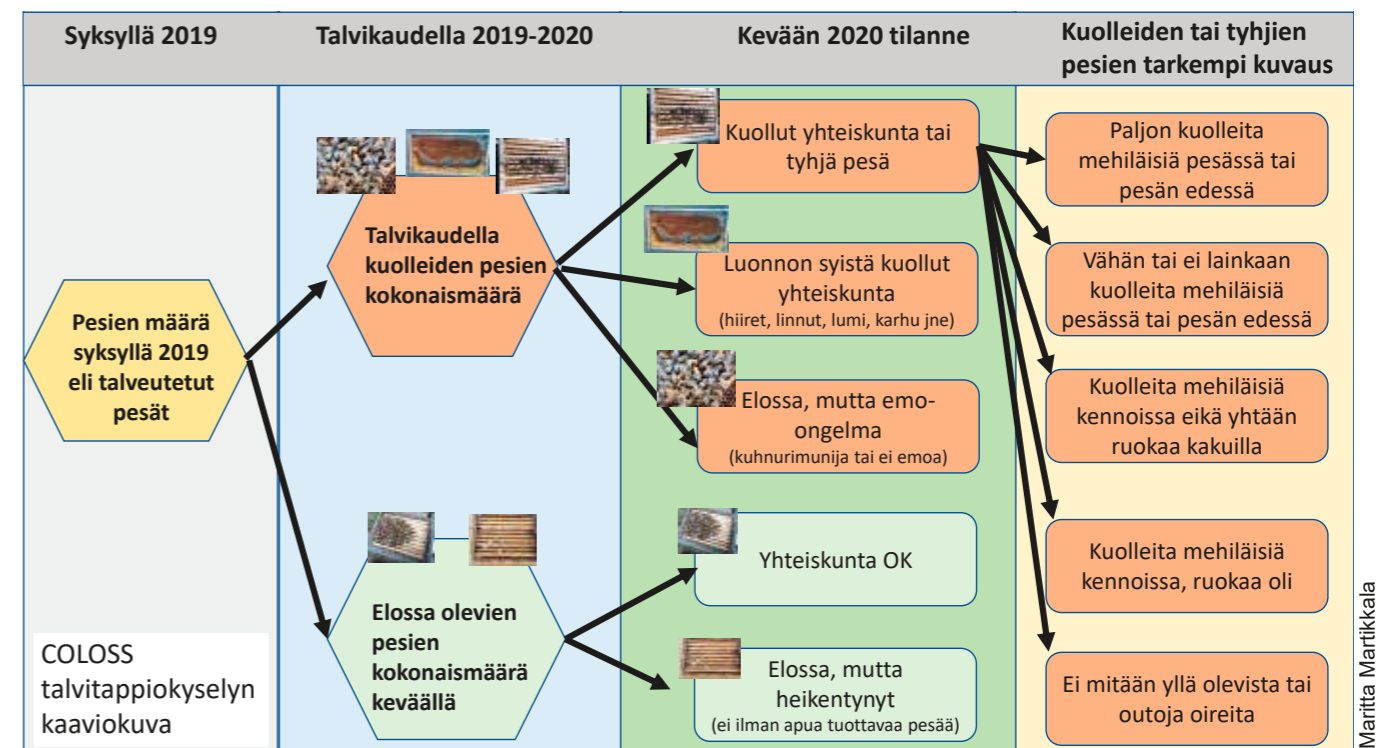 Syksyllä 2019
Talvikaudella 2019-2020
Kevään 2020 tilanne
Kuolleiden tai tyhjien
pesien tarkempi kuvaus
Pesien määrä
syksyllä 2019
eli talveutetut
pesät
Talvikaudella
kuolleiden pesien
kokonaismäärä
Elossa olevien
pesien
kokonaismäärä
keväällä
Kuollut yhteiskunta tai
tyhjä pesä
Luonnon syistä kuollut
yhteiskunta
(hiiret, linnut, lumi, karhu jne)
Elossa, mutta emo-
ongelma
(kuhnurimunija tai ei emoa)
Yhteiskunta OK
Elossa, mutta
heikentynyt
(ei ilman apua tuottavaa pesää)
Paljon kuolleita
mehiläisiä pesässä tai
pesän edessä
Vähän tai ei lainkaan
kuolleita mehiläisiä
pesässä tai pesän edessä
Kuolleita mehiläisiä
kennoissa eikä yhtään
ruokaa kakuilla
Kuolleita mehiläisiä
kennoissa, ruokaa oli
Ei mitään yllä olevista tai
outoja oireita
COLOSS
talvitappiokyselyn
kaaviokuva
Maritta Martikkala